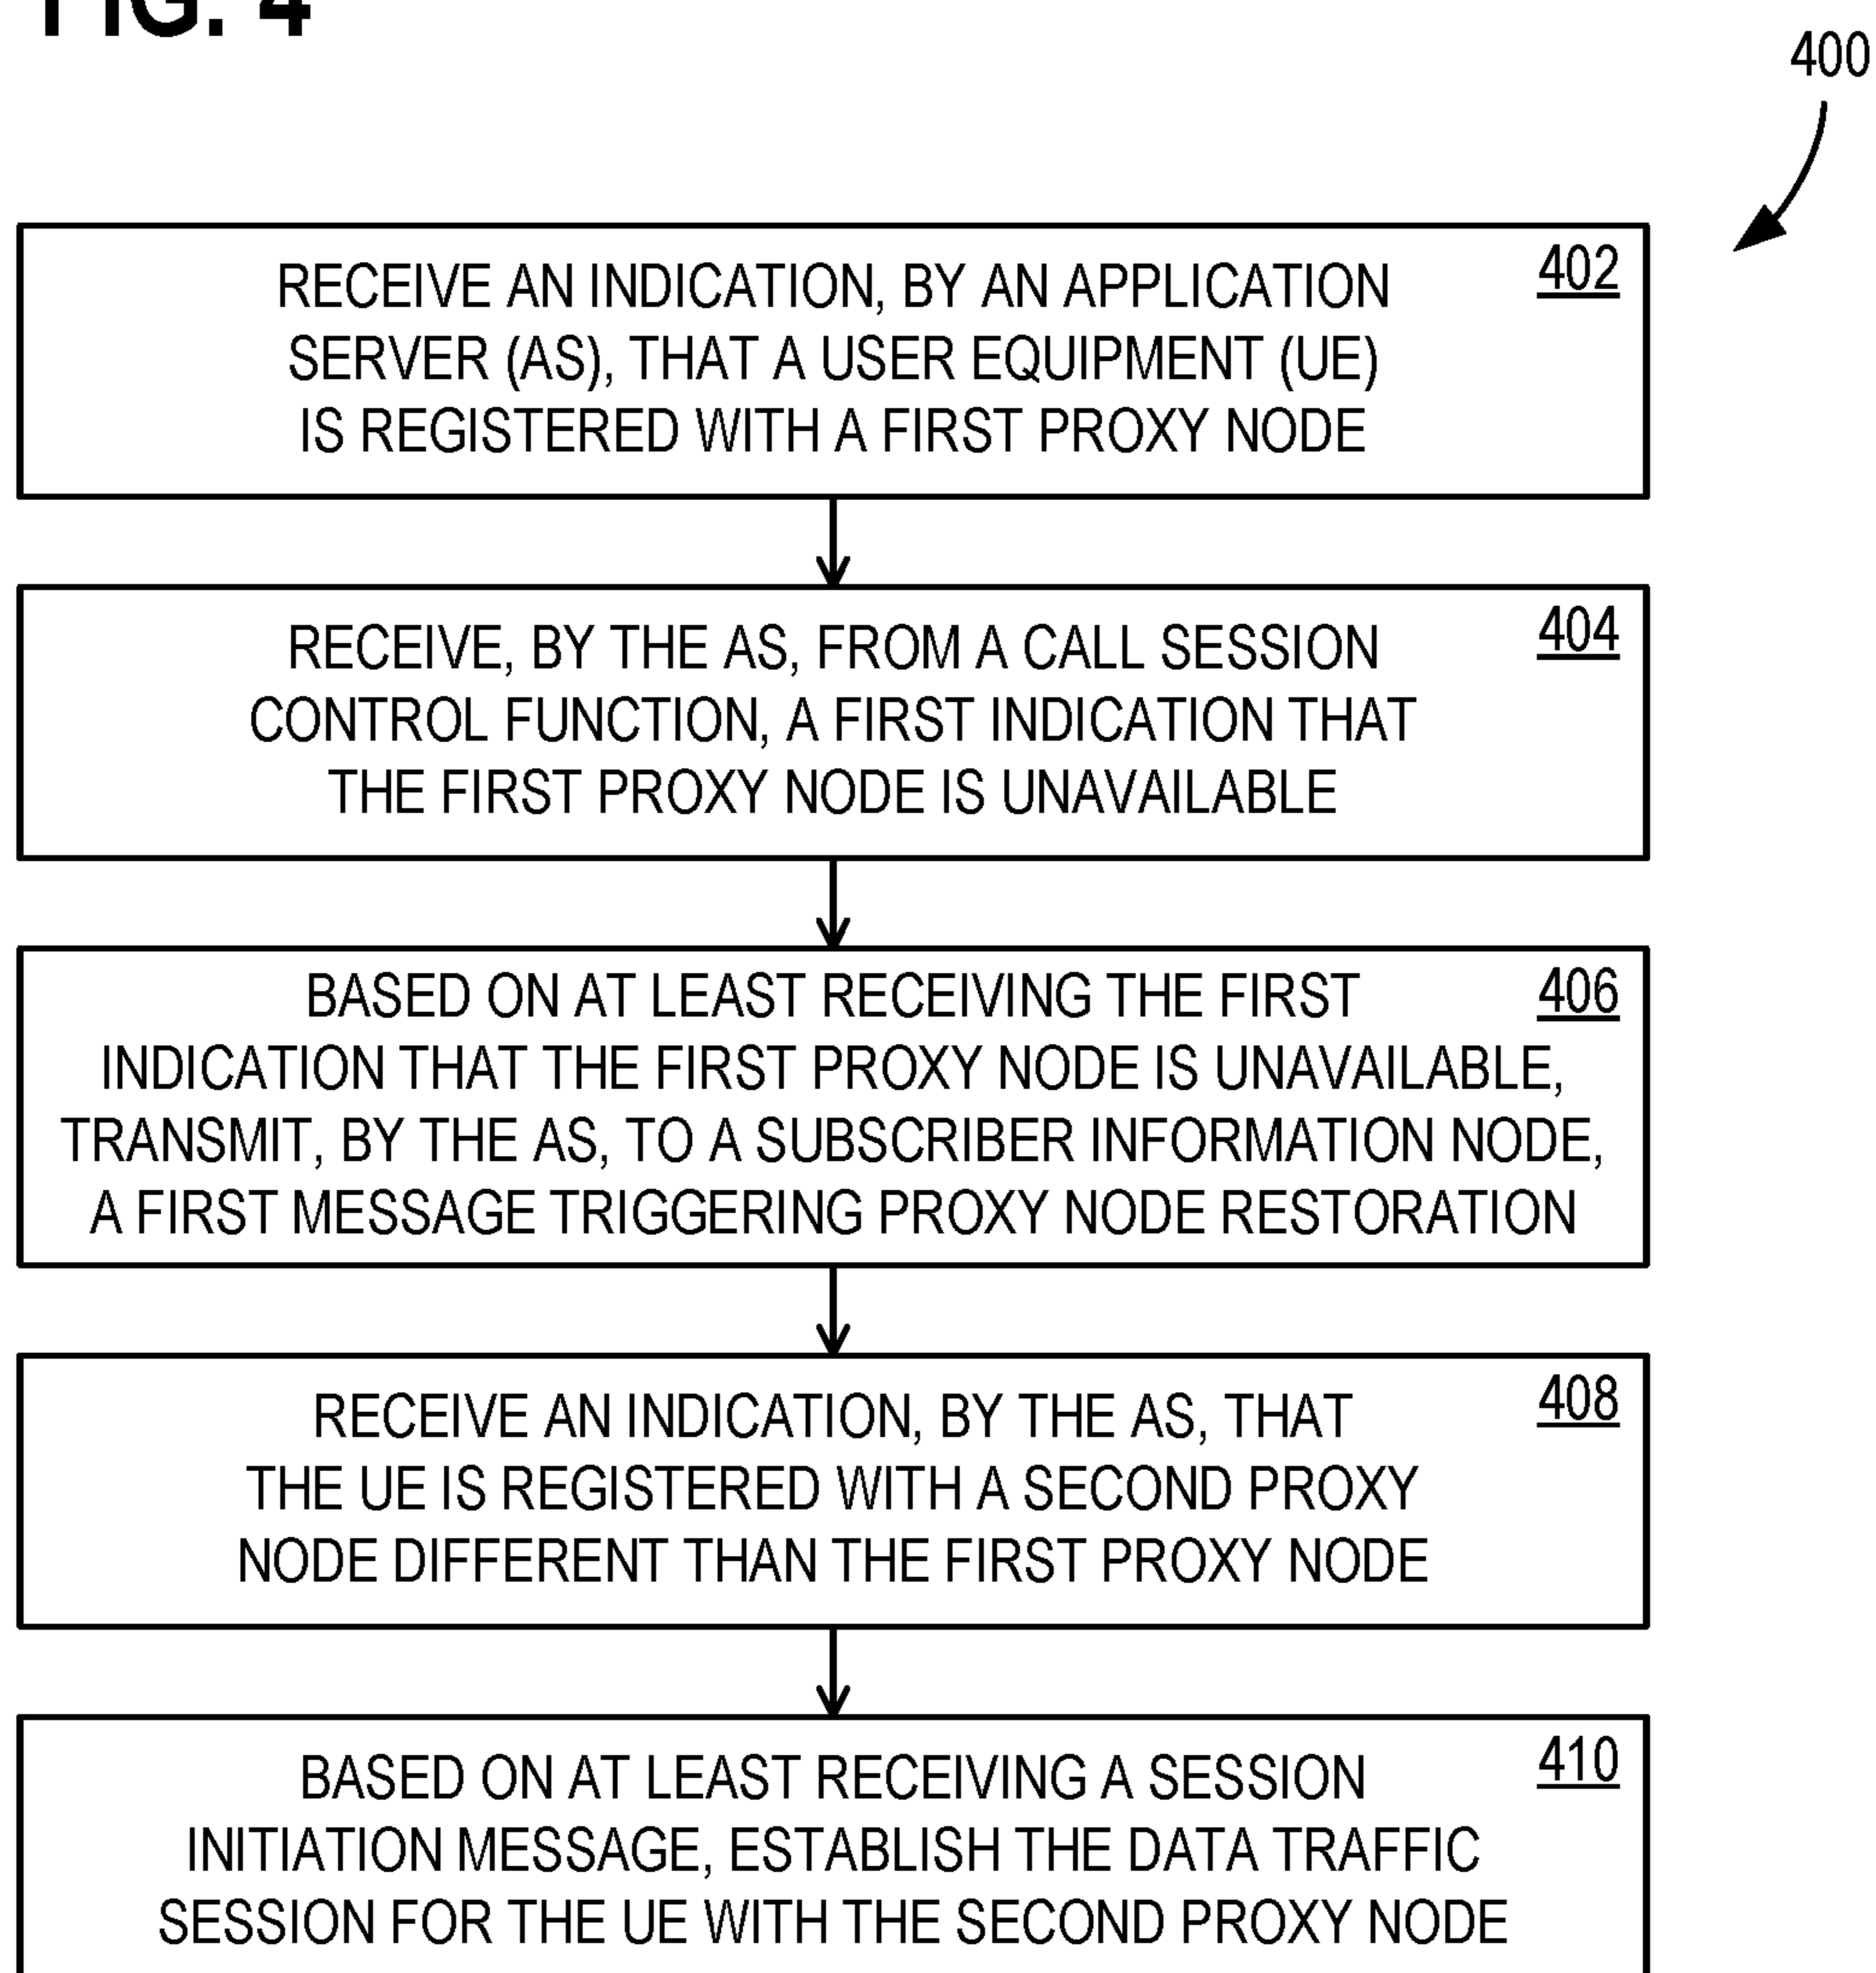 FIG. 4
400
402
RECEIVE AN INDICATION, BY AN APPLICATION
SERVER (AS), THAT A USER EQUIPMENT (UE)
IS REGISTERED WITH A FIRST PROXY NODE
404
RECEIVE, BY THE AS, FROM A CALL SESSION
CONTROL FUNCTION, A FIRST INDICATION THAT
THE FIRST PROXY NODE IS UNAVAILABLE
406
BASED ON AT LEAST RECEIVING THE FIRST
INDICATION THAT THE FIRST PROXY NODE IS UNAVAILABLE,
TRANSMIT, BY THE AS, TO A SUBSCRIBER INFORMATION NODE,
A FIRST MESSAGE TRIGGERING PROXY NODE RESTORATION
408
RECEIVE AN INDICATION, BY THE AS, THAT
THE UE IS REGISTERED WITH A SECOND PROXY
NODE DIFFERENT THAN THE FIRST PROXY NODE
410
BASED ON AT LEAST RECEIVING A SESSION
INITIATION MESSAGE, ESTABLISH THE DATA TRAFFIC
SESSION FOR THE UE WITH THE SECOND PROXY NODE